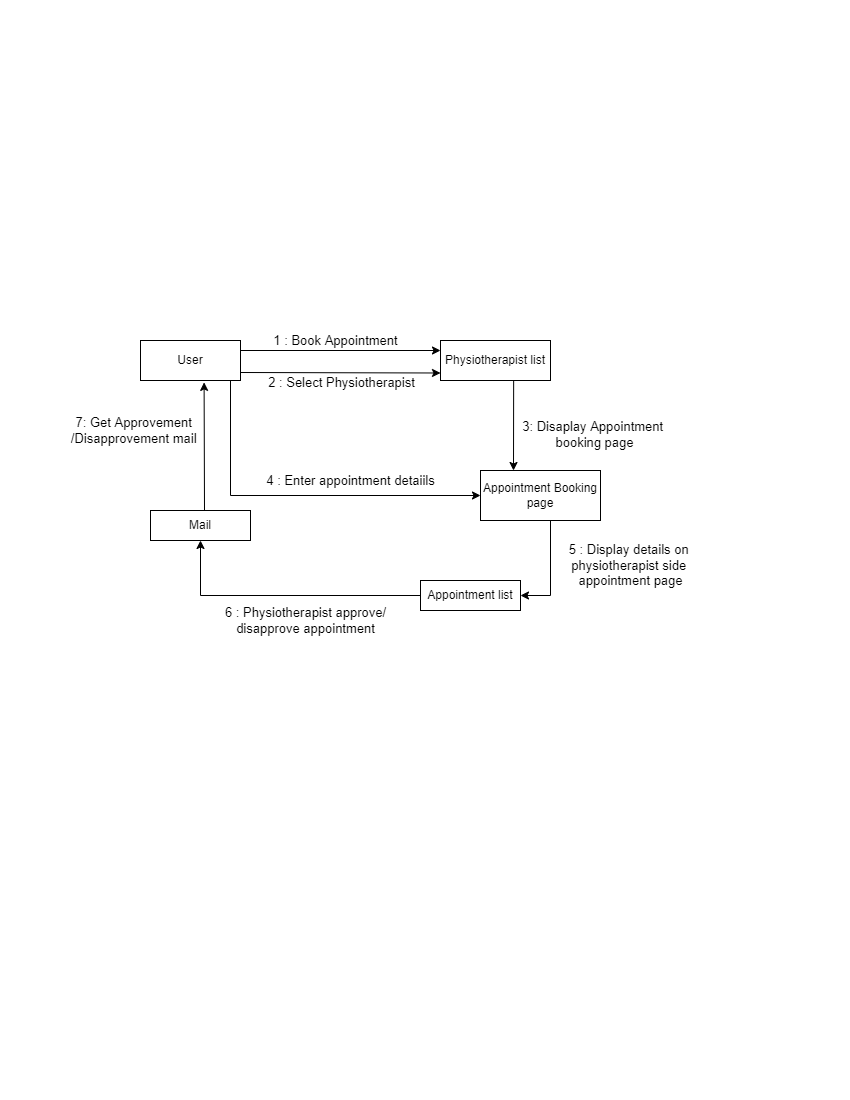 1 : Book Appointment
User
Physiotherapist list
2 : Select Physiotherapist
7: Get Approvement
/Disapprovement mail
3: Disaplay Appointment
booking page
4 : Enter appointment detaiils
Appointment Booking
page
Mail
5 : Display details on
physiotherapist side
appointment page
Appointment list
6 : Physiotherapist approve/
disapprove appointment